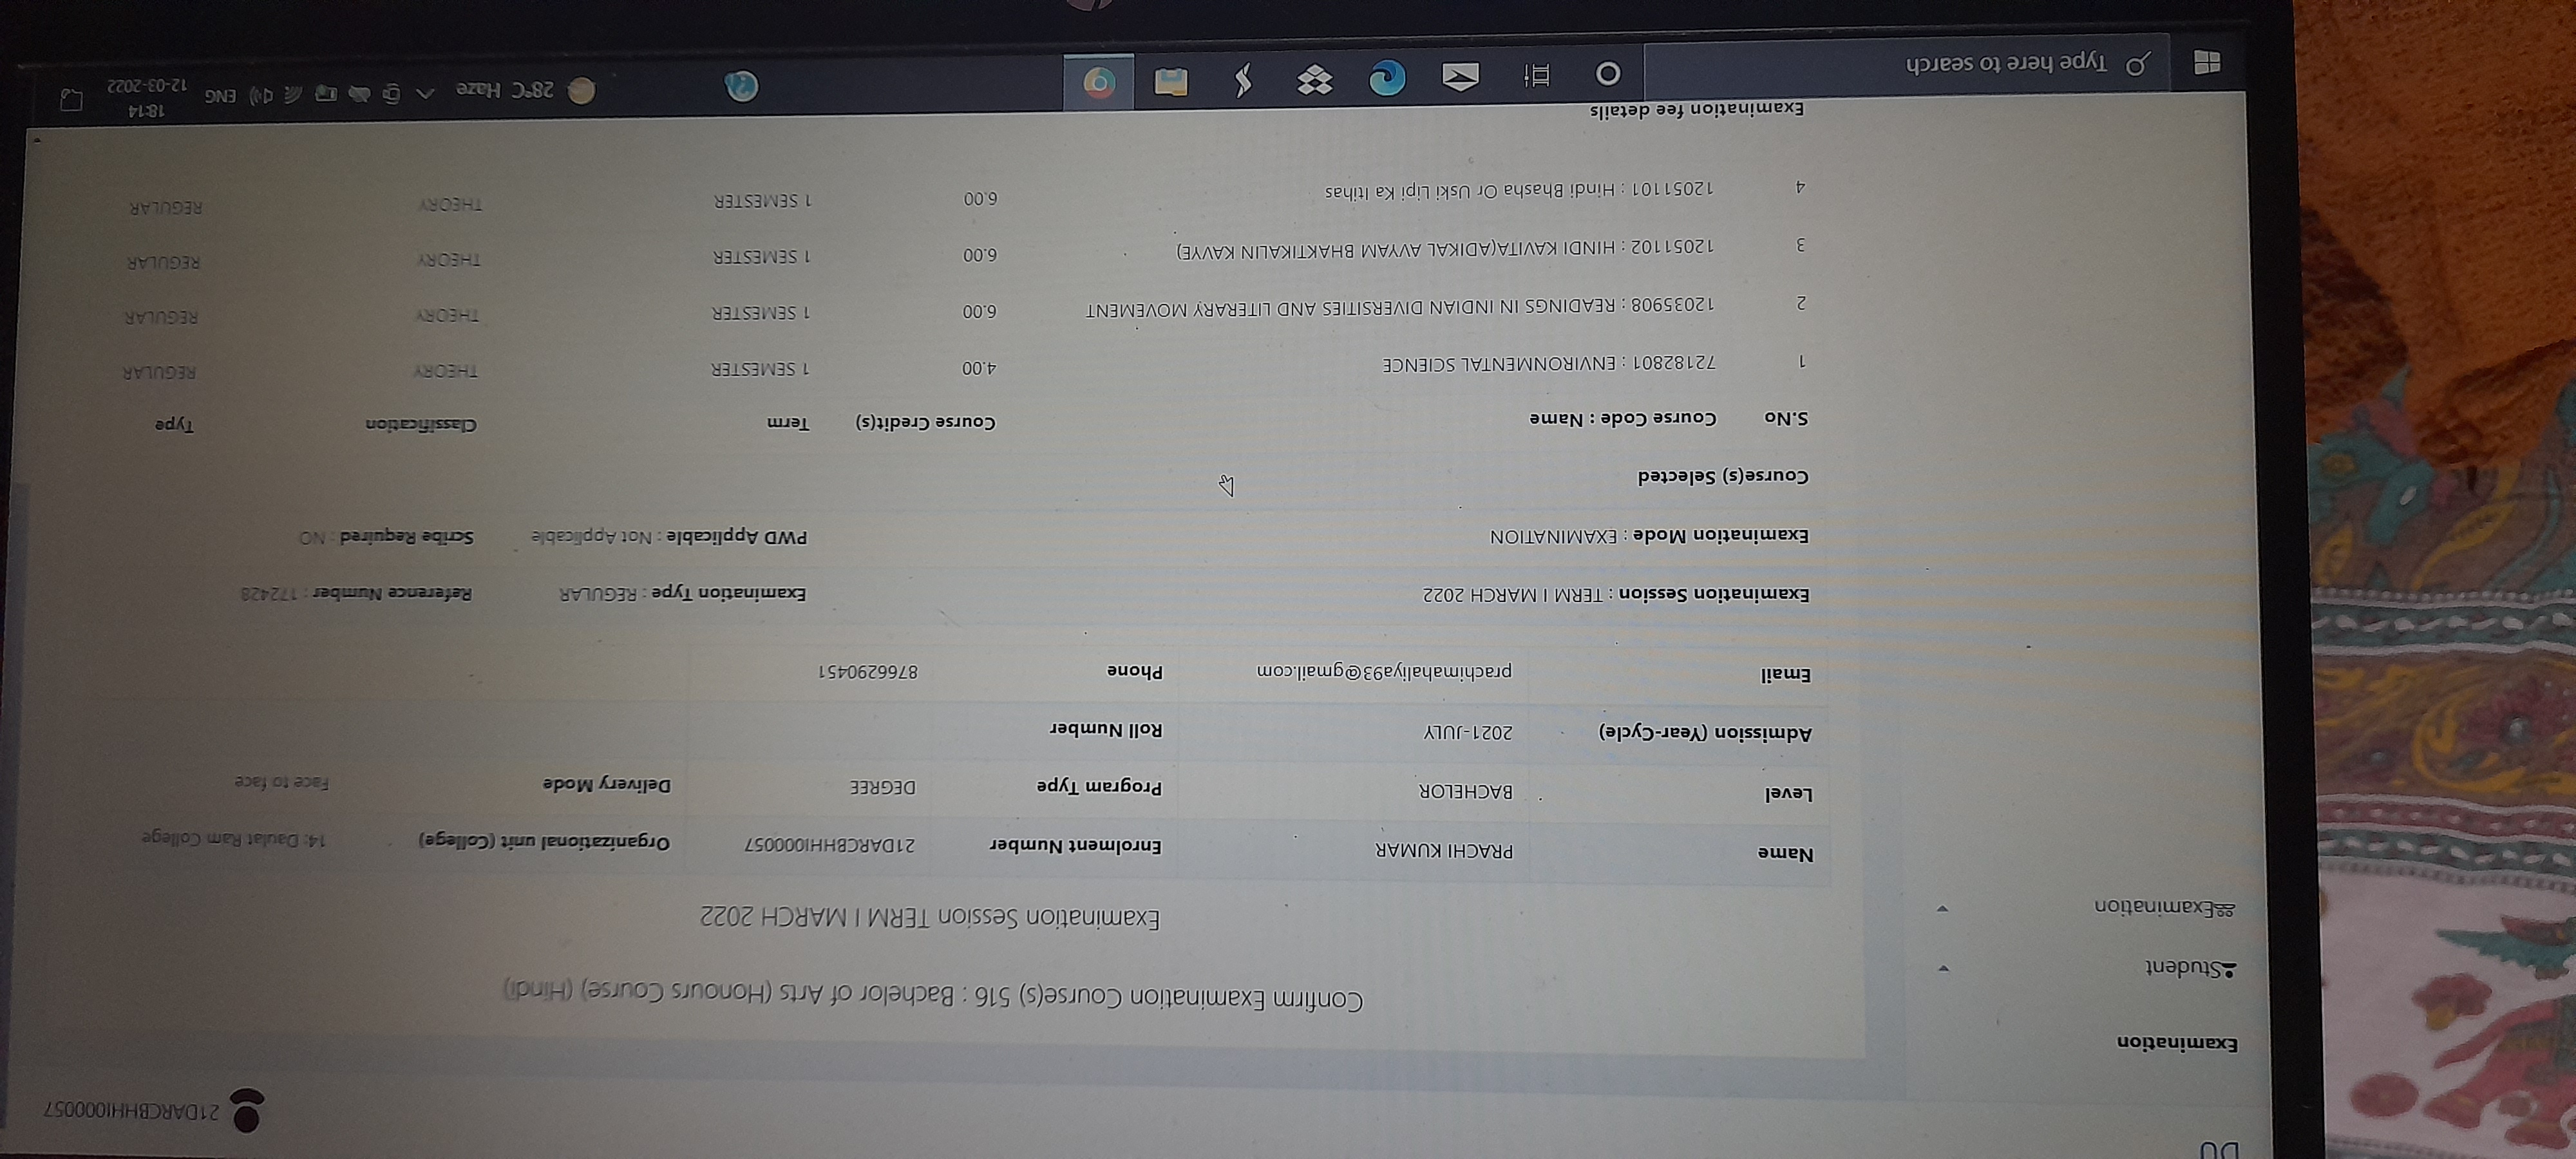 DU
21DARCBHHI000057
Examination
Student
Examination
Confirm Examination Course(s) 516 : Bachelor of Arts (Honours Course) (Hindi)
Examination Session TERM I MARCH 2022
Name PRACHI KUMAR Enrolment Number 21DARCBHHI000057 Organizational unit (College) 14: Daulat Ram College
Level BACHELOR Program Type DEGREE Delivery Mode Face to face
Admission (Year-Cycle) 2021-JULY Roll Number
Email prachimahaliya93@gmail.com Phone 8766290451
Examination Session : TERM I MARCH 2022 Examination Type : REGULAR Reference Number : 172428
Examination Mode : EXAMINATION PWD Applicable : Not Applicable Scribe Required : NO
Course(s) Selected
S.No Course Code : Name Course Credit(s) Term Classification Type
1 72182801 : ENVIRONMENTAL SCIENCE 4.00 1 SEMESTER THEORY REGULAR
2 12035908 : READINGS IN INDIAN DIVERSITIES AND LITERARY MOVEMENT 6.00 1 SEMESTER THEORY REGULAR
3 12051102 : HINDI KAVITA(ADIKAL AVYAM BHAKTIKALIN KAVYE) 6.00 1 SEMESTER THEORY REGULAR
4 12051101 : Hindi Bhasha Or Uski Lipi Ka Itihas 6.00 1 SEMESTER THEORY REGULAR
Examination fee details
Type here to search 28°C Haze ENG 18:14
12-03-2022